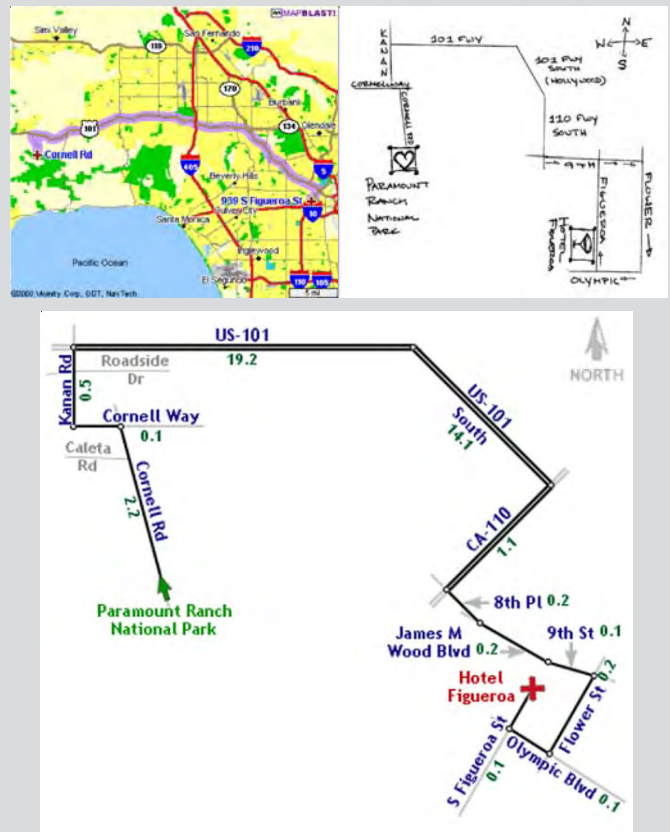 MAPBLAST!
Simi Valley
118
San Fernando
210
170
Burbank
101
134
Glendale
Cornell Rd
405
5
Beverly Hills
939 S Figueroa St
Culver City
10
Santa Monica
Inglewood
Pacific Ocean
El Segundo
110
105
©2000 Vicinity Corp, GDT, NavTech
5 mi
KANAN
101 FWY
N
W
E
S
101 FWY
SOUTH
(HOLLYWOOD)
CORNELL WAY
CORNELL RD
110 FWY
SOUTH
9TH
PARAMOUNT
RANCH
NATIONAL
PARK
HOTEL
FIGUEROA
FIGUEROA
FLOWER
OLYMPIC
US-101
19.2
NORTH
Kanan Rd
0.5
Roadside
Dr
US-101
South
14.1
Cornell Way
0.1
Caleta
Rd
Cornell Rd
2.2
CA-110
1.1
Paramount Ranch
National Park
8th Pl 0.2
James M
Wood Blvd 0.2
9th St 0.1
0.2
Hotel
Figueroa
Flower St
S Figueroa St
0.1
Olympic Blvd 0.1